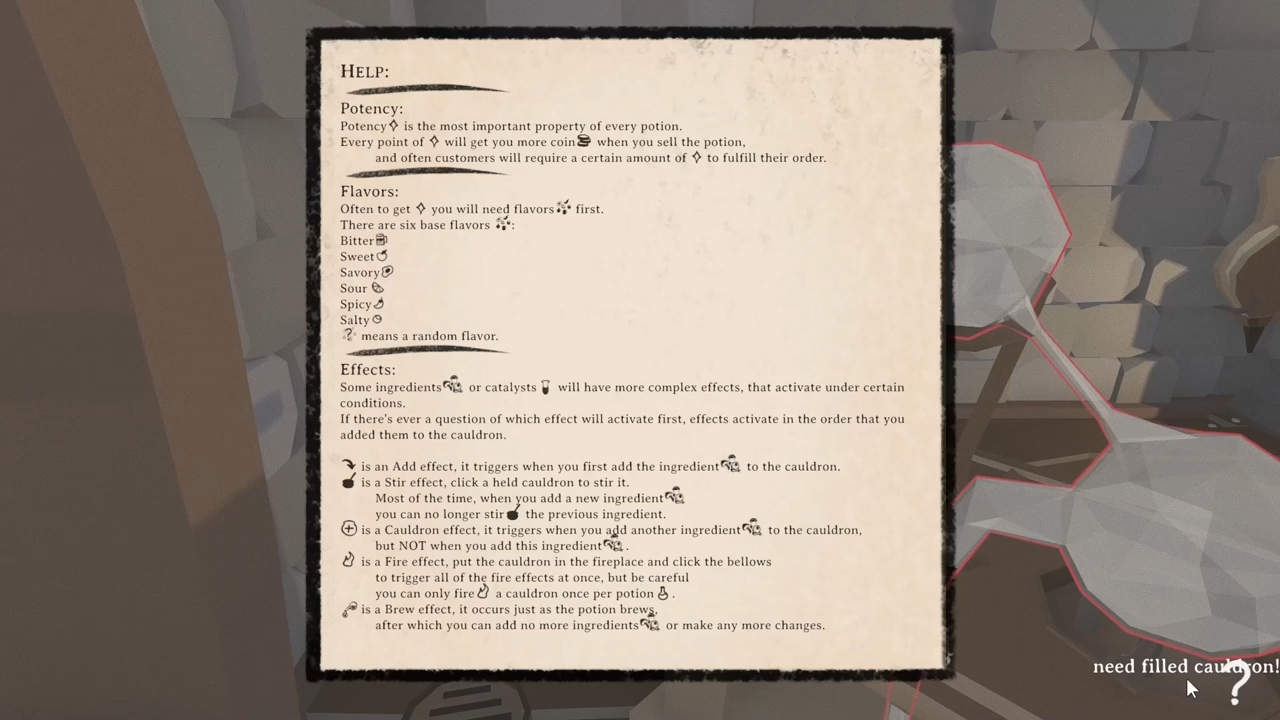 HELP:
Potency:
Potency is the most important property of every potion.
Every point of will get you more coin when you sell the potion,
and often customers will require a certain amount of to fulfill their order.
Flavors:
Often to get you will need flavors first.
There are six base flavors :
Bitter
Sweet
Savory
Sour
Spicy
Salty
? means a random flavor.
Effects:
Some ingredients or catalysts will have more complex effects, that activate under certain
conditions.
If there's ever a question of which effect will activate first, effects activate in the order that you
added them to the cauldron.
is an Add effect, it triggers when you first add the ingredient to the cauldron.
is a Stir effect, click a held cauldron to stir it.
Most of the time, when you add a new ingredient
you can no longer stir the previous ingredient.
is a Cauldron effect, it triggers when you add another ingredient to the cauldron,
but NOT when you add this ingredient .
is a Fire effect, put the cauldron in the fireplace and click the bellows
to trigger all of the fire effects at once, but be careful
you can only fire a cauldron once per potion .
is a Brew effect, it occurs just as the potion brews,
after which you can add no more ingredients or make any more changes.
need filled cauldron!
?